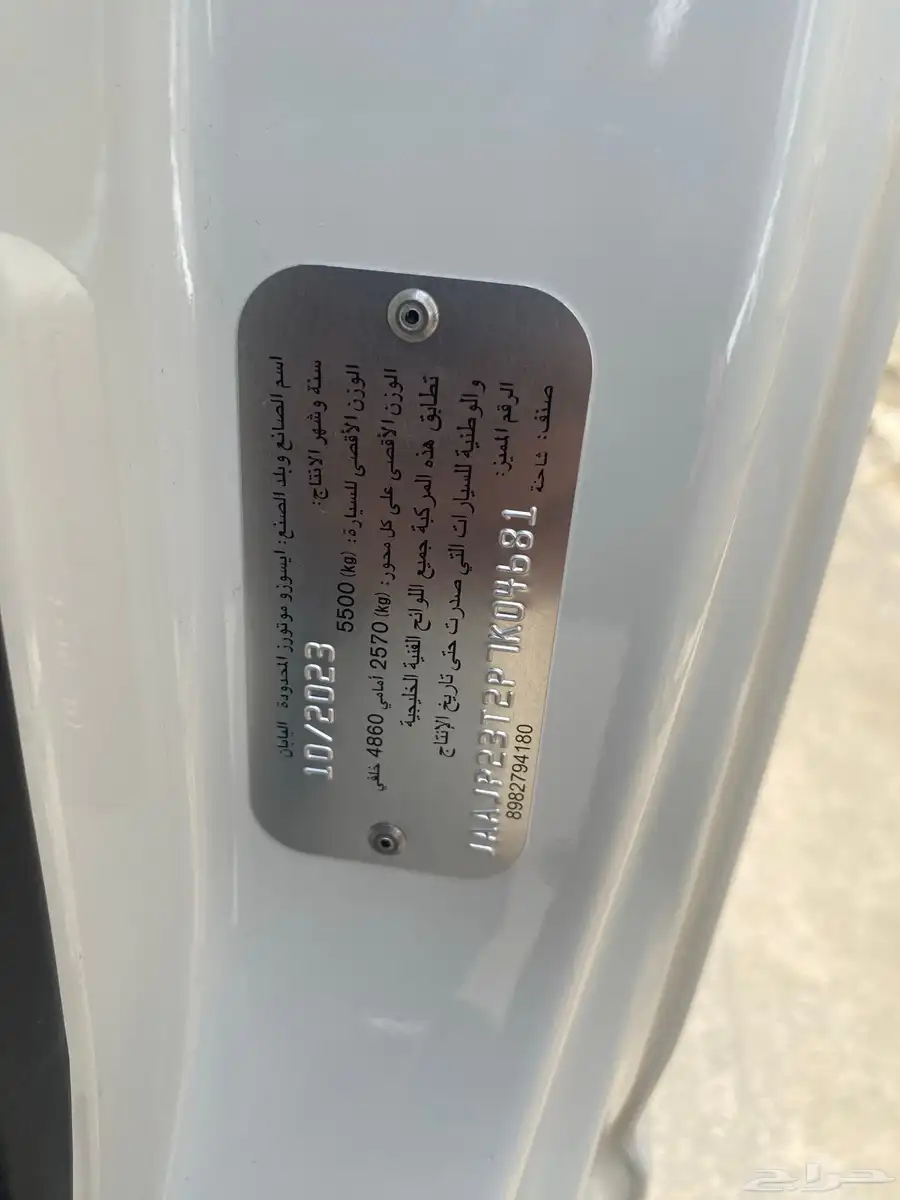 اسم الصانع وبلد الصنع: ايسوزو موتورز المحدودة اليابان
سنة وشهر الانتاج: 10/2023
الوزن الأقصى للسيارة: (kg) 5500
الوزن الأقصى على كل محور: (kg) 2570 أمامي 4860 خلفي
تطابق هذه المركبة جميع اللوائح الفنية الخليجية
والوطنية للسيارات التي صدرت حتى تاريخ الإنتاج
الرقم المميز: JAAJP23T2P7K04681
صنف: شاحنة 8982794180
حراج